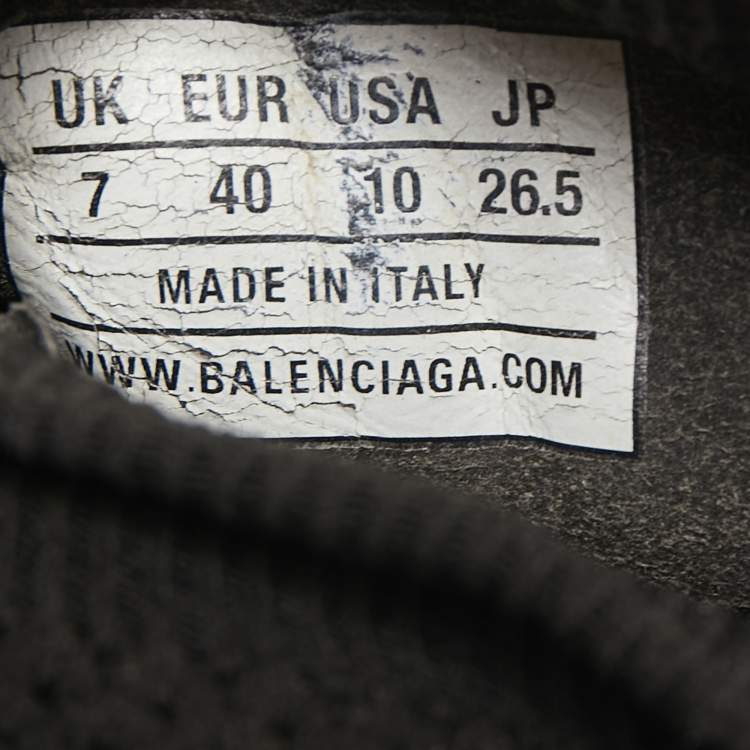 UK EUR USA JP
7 40 10 26.5
MADE IN ITALY
WWW.BALENCIAGA.COM